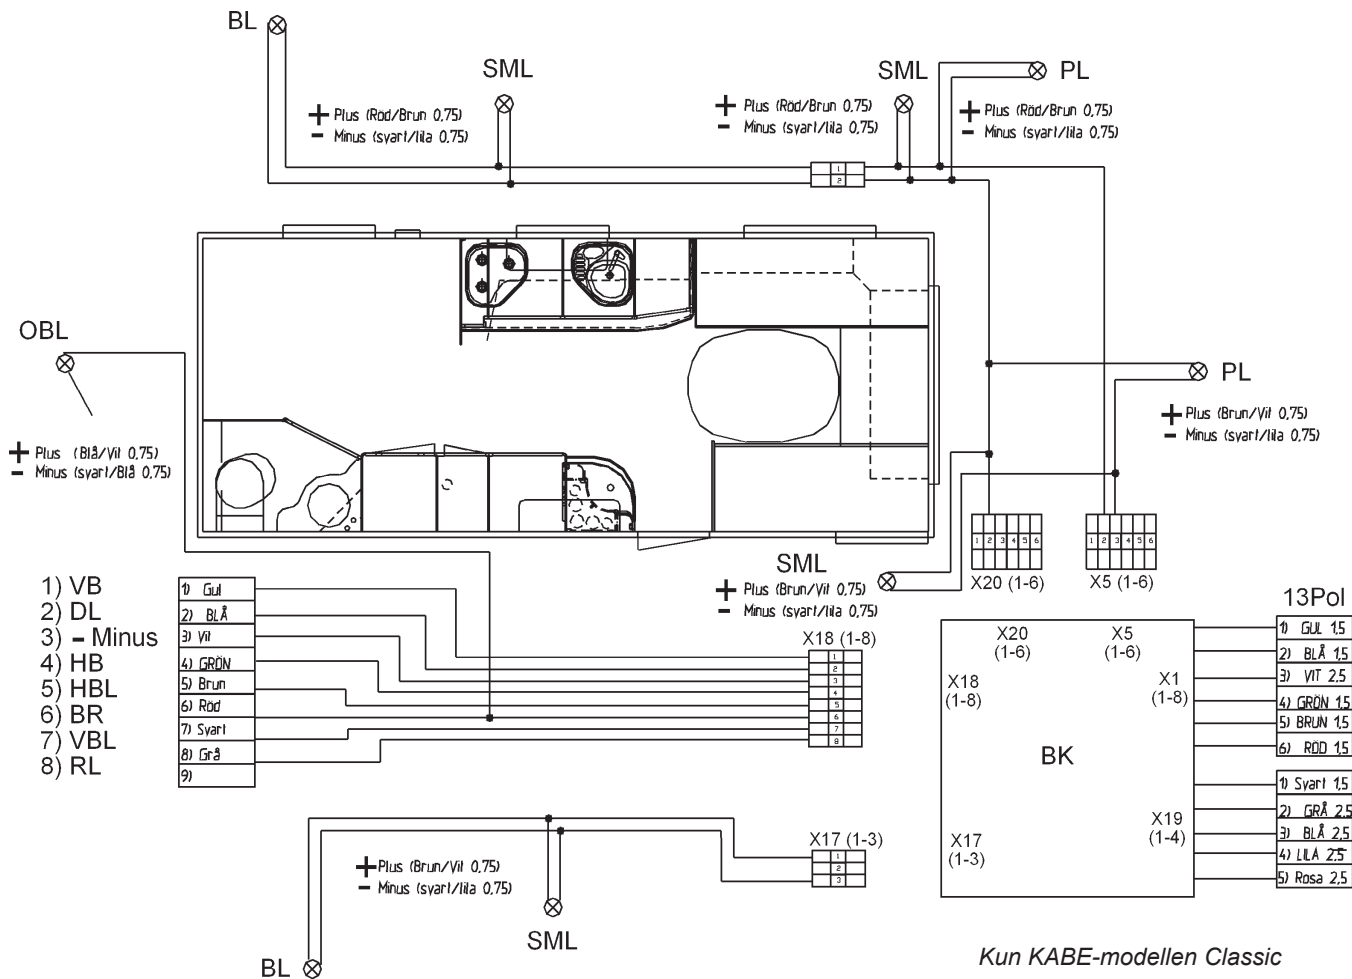 BL
SML
SML
PL
+ Plus (Röd/Brun 0,75)
- Minus (svart/lila 0,75)
+ Plus (Röd/Brun 0,75)
- Minus (svart/lila 0,75)
+ Plus (Röd/Brun 0,75)
- Minus (svart/lila 0,75)
1
2
OBL
+ Plus (Blå/Vit 0,75)
- Minus (svart/Blå 0,75)
PL
+ Plus (Brun/Vit 0,75)
- Minus (svart/lila 0,75)
1 2 3 4 5 6
X20 (1-6)
1 2 3 4 5 6
X5 (1-6)
SML
+ Plus (Brun/Vit 0,75)
- Minus (svart/lila 0,75)
1) VB
2) DL
3) - Minus
4) HB
5) HBL
6) BR
7) VBL
8) RL
1) Gul
2) BLÅ
3) Vit
4) GRÖN
5) Brun
6) Röd
7) Svart
8) Grå
9)
X18 (1-8)
1
2
3
4
5
6
7
8
X20
(1-6)
X5
(1-6)
X18
(1-8)
X1
(1-8)
BK
X17
(1-3)
X19
(1-4)
13Pol
1) GUL 1,5
2) BLÅ 1,5
3) VIT 2,5
4) GRÖN 1,5
5) BRUN 1,5
6) RÖD 1,5
1) Svart 1,5
2) GRÅ 2,5
3) BLÅ 2,5
4) LILA 2,5
5) Rosa 2,5
X17 (1-3)
1
2
3
+ Plus (Brun/Vit 0,75)
- Minus (svart/lila 0,75)
SML
BL
Kun KABE-modellen Classic